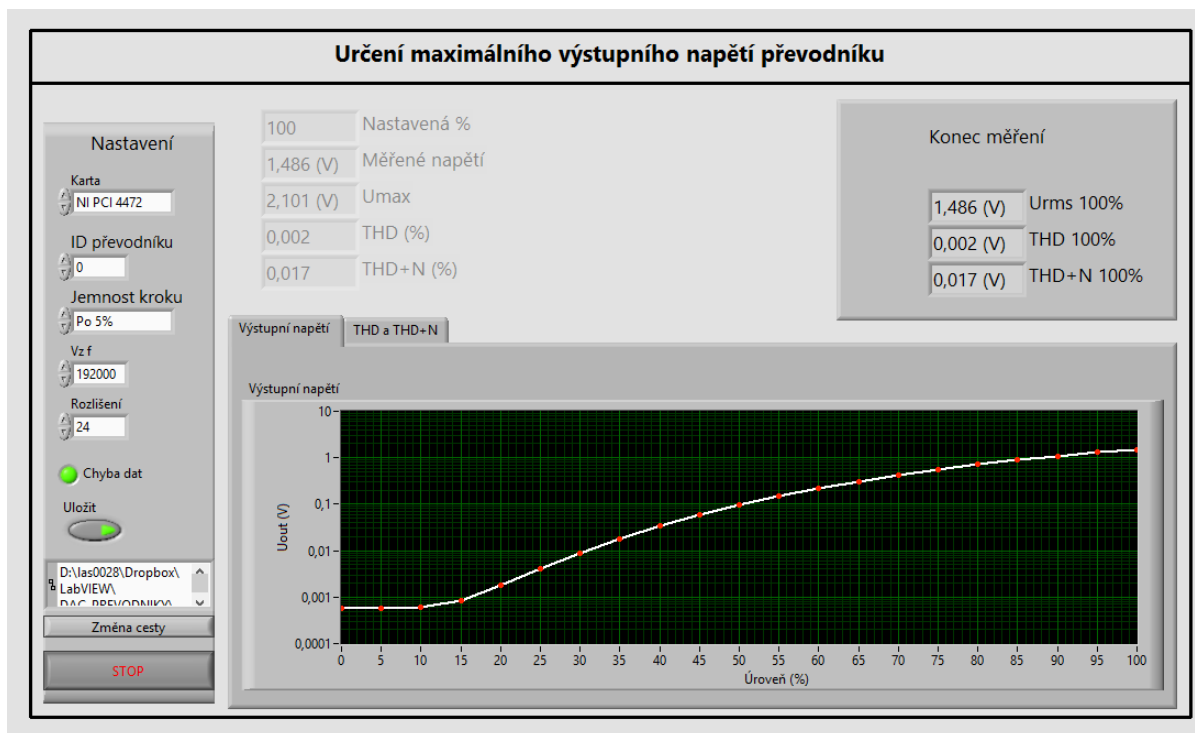 Určení maximálního výstupního napětí převodníku
Nastavení
Karta
NI PCI 4472
ID převodníku
0
Jemnost kroku
Po 5%
Vz f
192000
Rozlišení
24
Chyba dat
Uložit
D:\las0028\Dropbox\
LabVIEW\
DAC_PREVODNIKY\
Změna cesty
STOP
100 Nastavená %
1,486 (V) Měřené napětí
2,101 (V) Umax
0,002 THD (%)
0,017 THD+N (%)
Konec měření
1,486 (V) Urms 100%
0,002 (V) THD 100%
0,017 (V) THD+N 100%
Výstupní napětí THD a THD+N
Výstupní napětí
Uout (V)
10
1
0,1
0,01
0,001
0,0001
0 5 10 15 20 25 30 35 40 45 50 55 60 65 70 75 80 85 90 95 100
Úroveň (%)